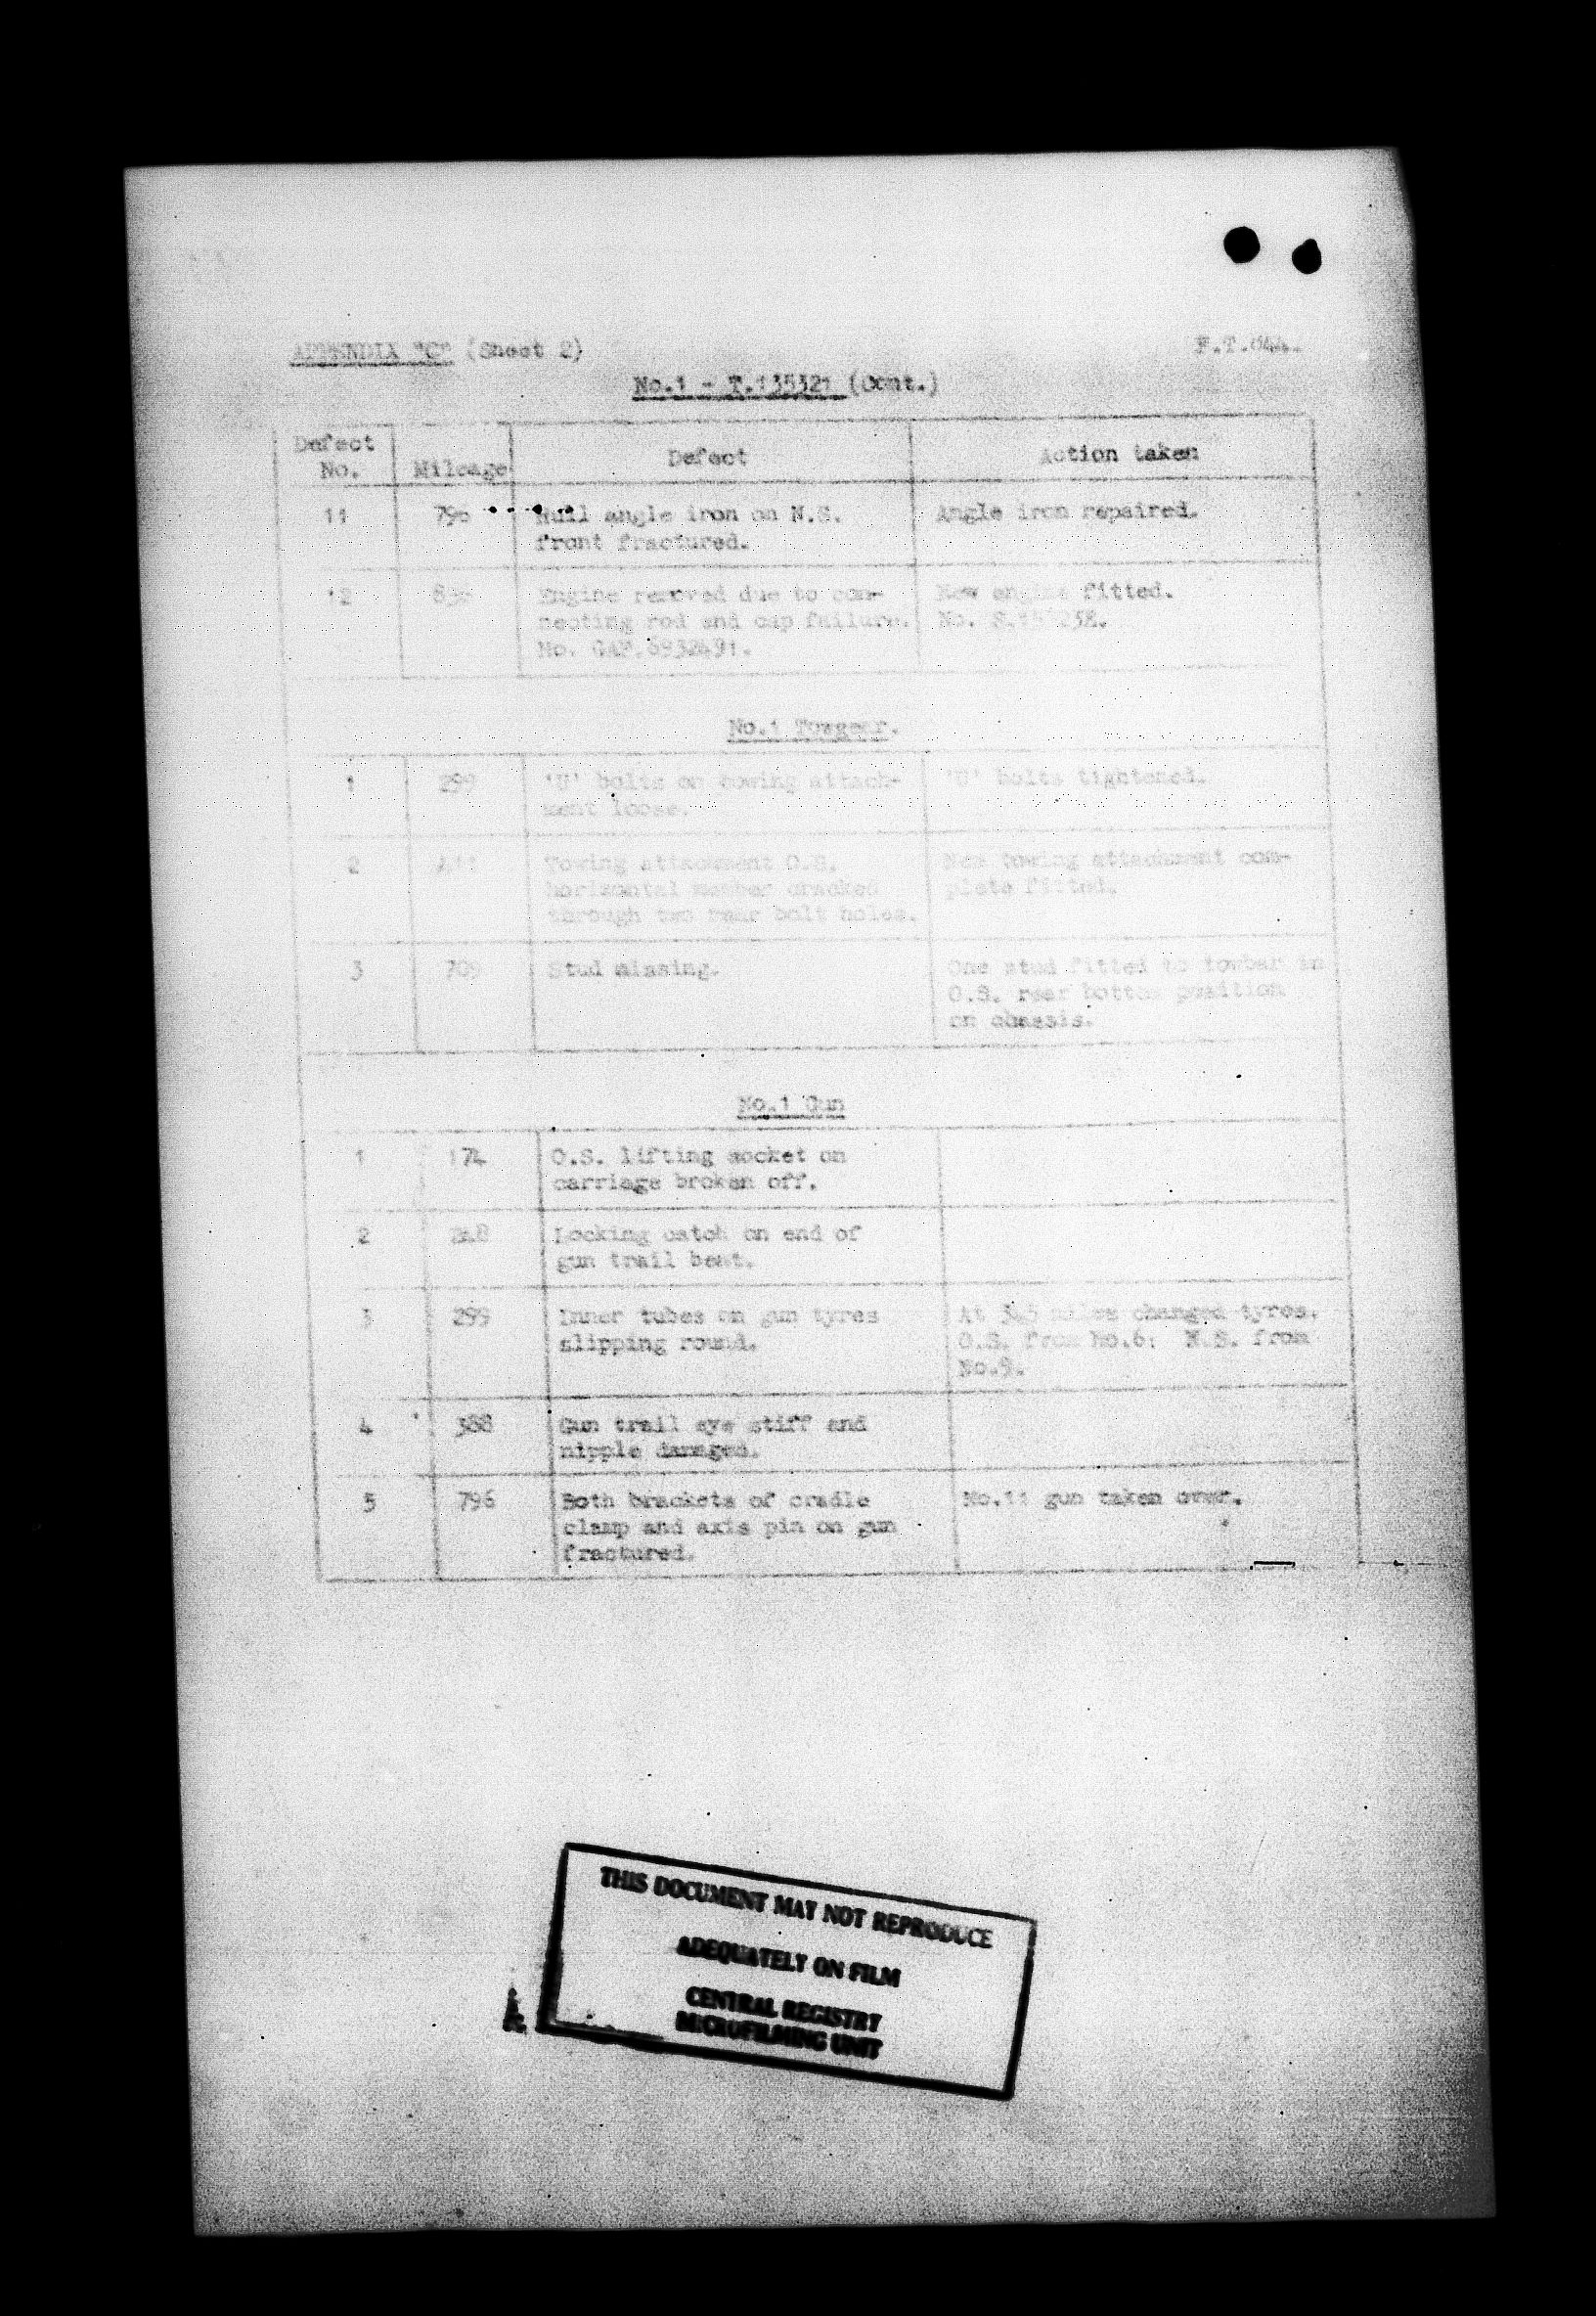 APPENDIX "C" (Sheet 2)
F.T.644.
No.1 - T.135321 (Cont.)
Defect No. Mileage Defect Action taken
11 796 Hull angle iron on N.S. Angle iron repaired.
front fractured.
12 Engine removed due to con- New engine fitted.
necting rod and cap failure. No.
No.
No.1 Towgear.
1 299 'U' bolts on towing attach- 'U' bolts tightened.
ment loose.
2 Towing attachment O.S. New towing attachment com-
horizontal member cracked plete fitted.
through two rear bolt holes.
3 709 Stud missing. One stud fitted to towbar in
O.S. rear bottom position
on chassis.
No.1 Gun
1 174 O.S. lifting socket on
carriage broken off.
2 Locking catch on end of
gun trail bent.
3 299 Inner tubes on gun tyres At 345 miles changed tyres.
slipping round. O.S. from No.6: N.S. from
No.9.
4 388 Gun trail eye stiff and
nipple damaged.
5 796 Both brackets of cradle No.11 gun taken over.
clamp and axis pin on gun
fractured.
THIS DOCUMENT MAY NOT REPRODUCE
ADEQUATELY ON FILM
CENTRAL REGISTRY
MICROFILMING UNIT